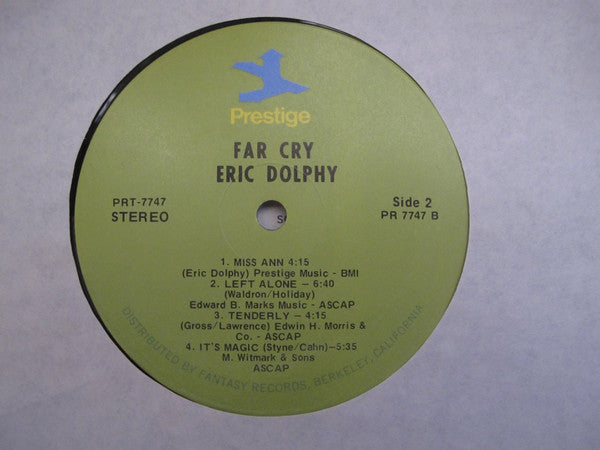 Prestige
FAR CRY
ERIC DOLPHY
PRT-7747
STEREO
Side 2
PR 7747 B
1. MISS ANN 4:15
(Eric Dolphy) Prestige Music - BMI
2. LEFT ALONE — 6:40
(Waldron/Holiday)
Edward B. Marks Music - ASCAP
3. TENDERLY — 4:15
(Gross/Lawrence) Edwin H. Morris &
Co. - ASCAP
4. IT'S MAGIC (Styne/Cahn)—5:35
M. Witmark & Sons
ASCAP
DISTRIBUTED BY FANTASY RECORDS, BERKELEY, CALIFORNIA